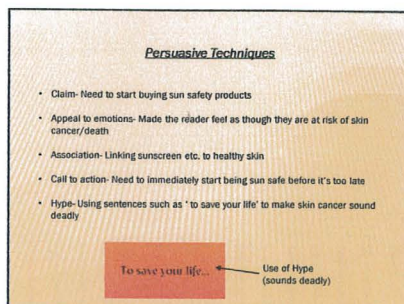 Persuasive Techniques
• Claim- Need to start buying sun safety products
• Appeal to emotions- Made the reader feel as though they are at risk of skin
cancer/death
• Association- Linking sunscreen etc. to healthy skin
• Call to action- Need to immediately start being sun safe before it's too late
• Hype- Using sentences such as ' to save your life' to make skin cancer sound
deadly
To save your life...
Use of Hype
(sounds deadly)